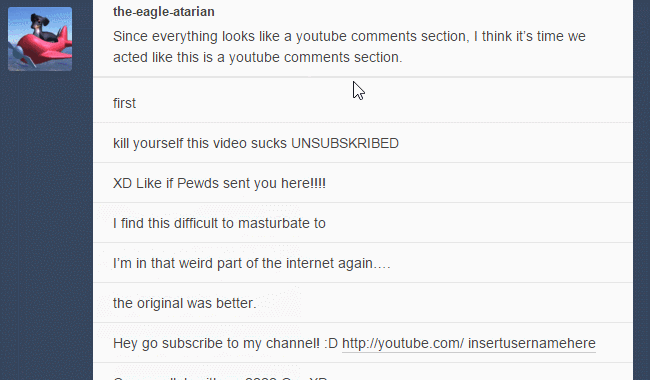 the-eagle-atarian
Since everything looks like a youtube comments section, I think it's time we
acted like this is a youtube comments section.
first
kill yourself this video sucks UNSUBSKRIBED
XD Like if Pewds sent you here!!!!
I find this difficult to masturbate to
I'm in that weird part of the internet again....
the original was better.
Hey go subscribe to my channel! :D http://youtube.com/ insertusernamehere